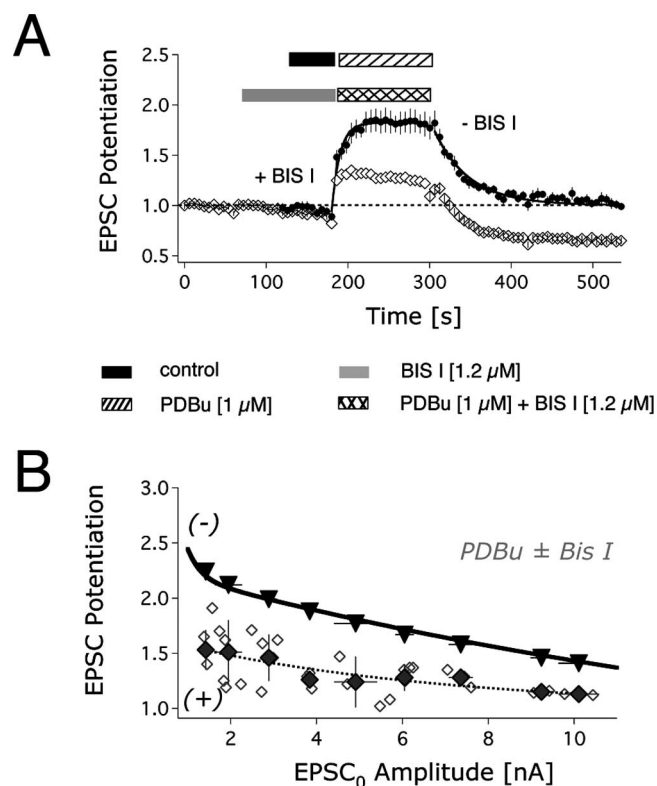 A
2.5
2.0
1.5
1.0
0.5
EPSC Potentiation
- BIS I
+ BIS I
0 100 200 300 400 500
Time [s]
control
BIS I [1.2 µM]
PDBu [1 µM]
PDBu [1 µM] + BIS I [1.2 µM]
B
3.0
2.5
2.0
1.5
1.0
EPSC Potentiation
(-)
PDBu ± Bis I
(+)
2 4 6 8 10
EPSC₀ Amplitude [nA]